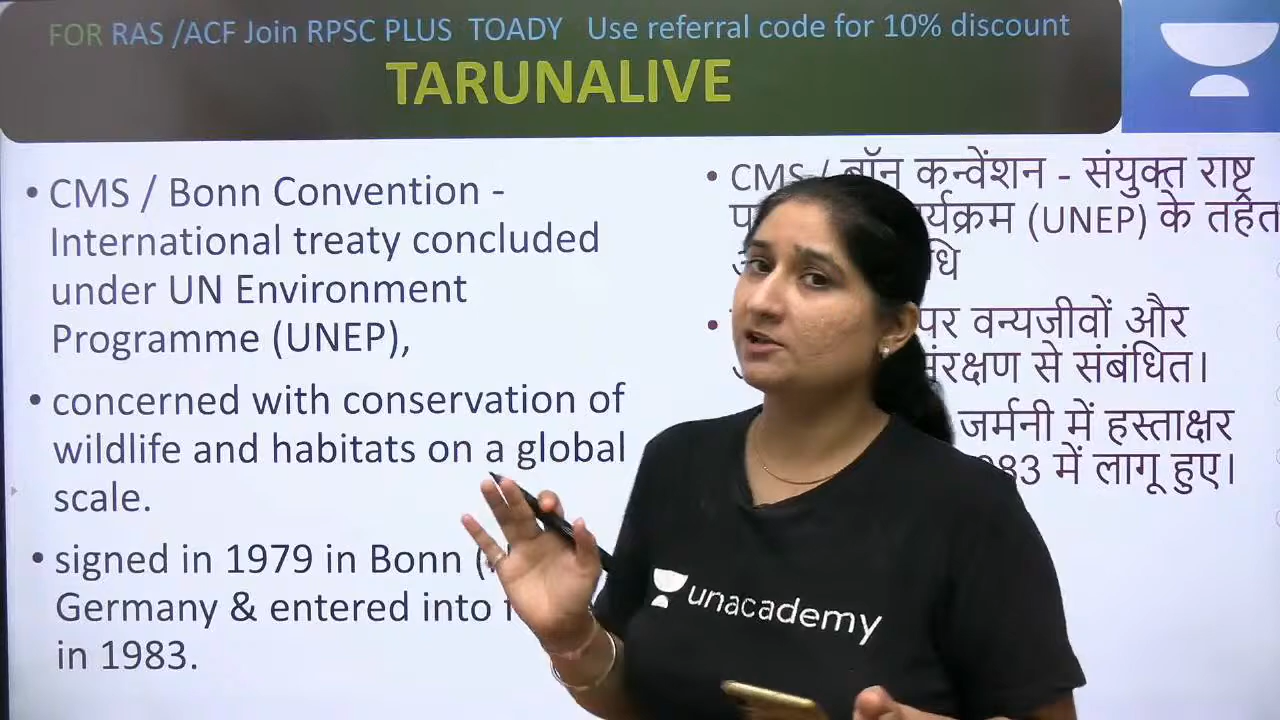 FOR RAS /ACF Join RPSC PLUS TOADY Use referral code for 10% discount
TARUNALIVE
• CMS / Bonn Convention -
International treaty concluded
under UN Environment
Programme (UNEP),
• concerned with conservation of
wildlife and habitats on a global
scale.
• signed in 1979 in Bonn (
Germany & entered into
in 1983.
• CMS / बॉन कन्वेंशन - संयुक्त राष्ट्र
(UNEP) के तहत
• पर वन्यजीवों और
से संबंधित।
जर्मनी में हस्ताक्षर
में लागू हुए।
unacademy